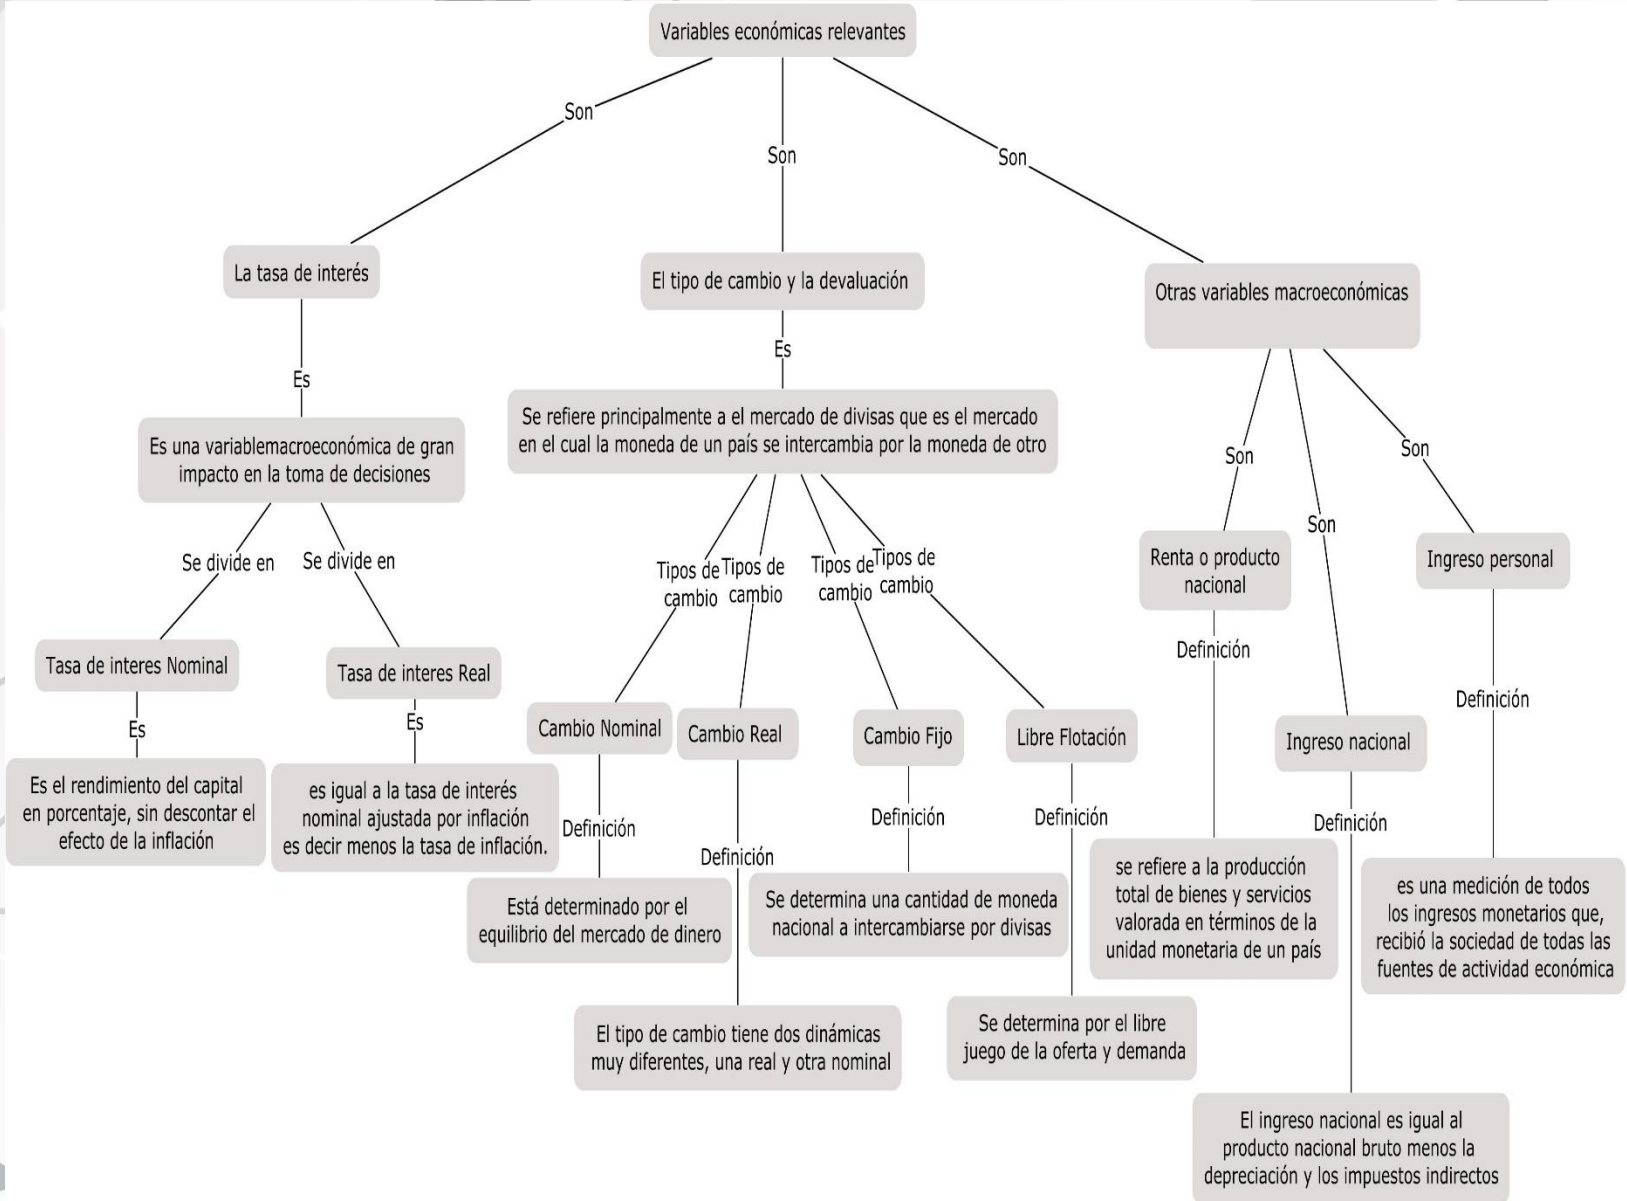 Variables económicas relevantes
Son
Son
Son
La tasa de interés
El tipo de cambio y la devaluación
Otras variables macroeconómicas
Es
Es
Es una variablemacroeconómica de gran
impacto en la toma de decisiones
Se refiere principalmente a el mercado de divisas que es el mercado
en el cual la moneda de un país se intercambia por la moneda de otro
Son
Son
Son
Se divide en
Se divide en
Tipos de
cambio
Tipos de
cambio
Tipos de
cambio
Tipos de
cambio
Renta o producto
nacional
Ingreso personal
Tasa de interes Nominal
Tasa de interes Real
Definición
Definición
Es
Es
Cambio Nominal
Cambio Real
Cambio Fijo
Libre Flotación
Ingreso nacional
Es el rendimiento del capital
en porcentaje, sin descontar el
efecto de la inflación
es igual a la tasa de interés
nominal ajustada por inflación
es decir menos la tasa de inflación.
Definición
Definición
Definición
Definición
Definición
Está determinado por el
equilibrio del mercado de dinero
Se determina una cantidad de moneda
nacional a intercambiarse por divisas
se refiere a la producción
total de bienes y servicios
valorada en términos de la
unidad monetaria de un país
es una medición de todos
los ingresos monetarios que,
recibió la sociedad de todas las
fuentes de actividad económica
El tipo de cambio tiene dos dinámicas
muy diferentes, una real y otra nominal
Se determina por el libre
juego de la oferta y demanda
El ingreso nacional es igual al
producto nacional bruto menos la
depreciación y los impuestos indirectos